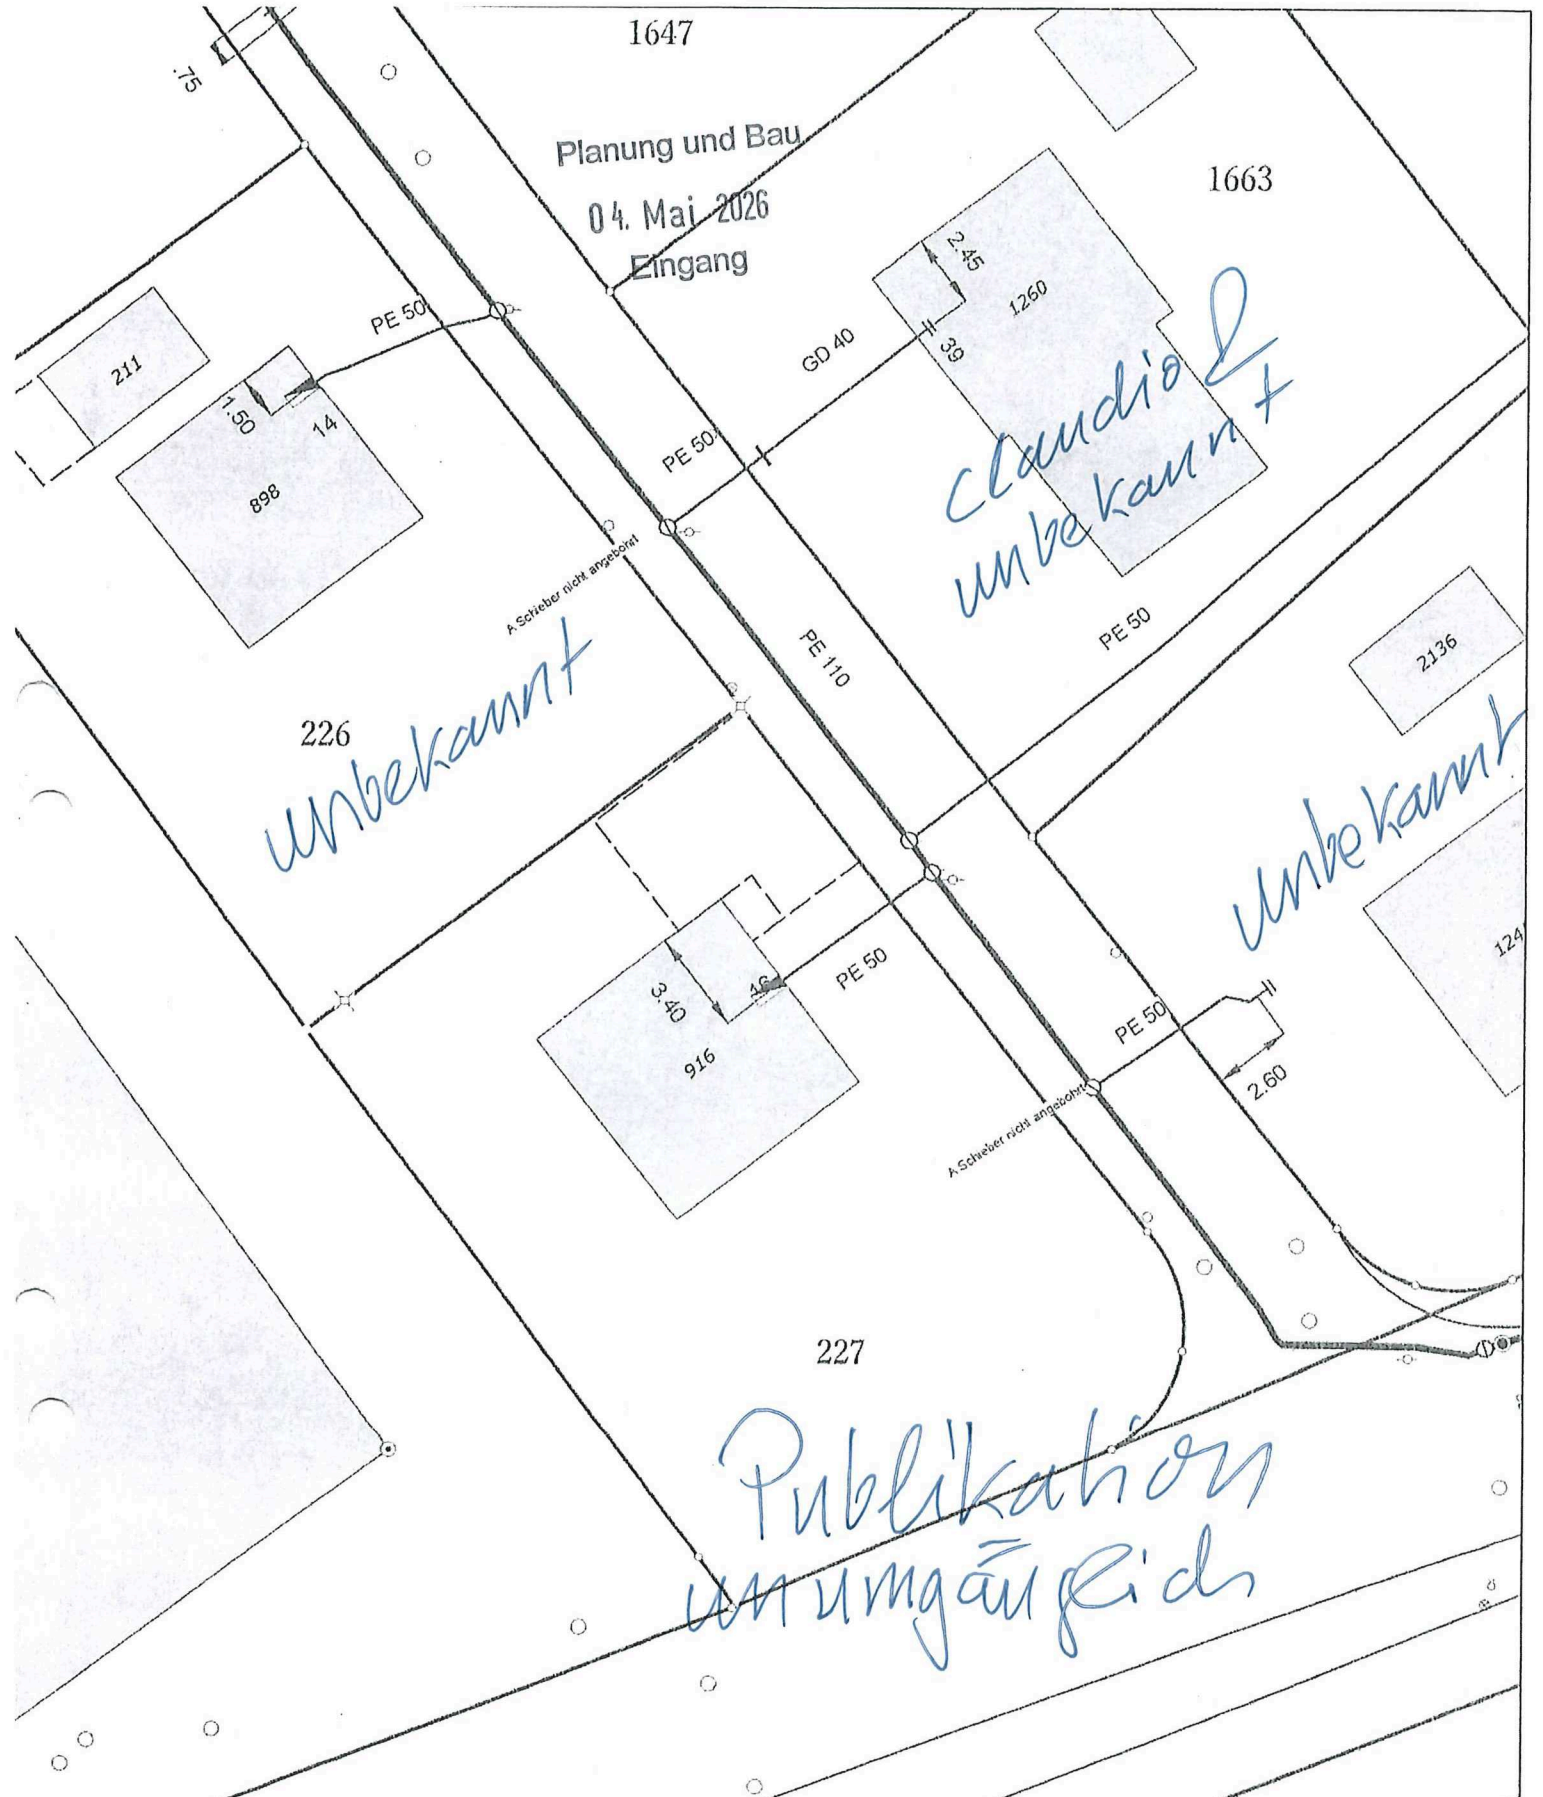 1647
.75
Planung und Bau
04. Mai 2026
Eingang
1663
2.45
1260
PE 50
211
39
GD 40
1.50
14
Claudio &
unbekannt
PE 50
898
A Schieber nicht angebohrt
PE 110
PE 50
2136
226
unbekannt
unbekannt
124
16
PE 50
3.40
916
PE 50
2.60
A Schieber nicht angebohrt
227
Publikation
unumgänglich